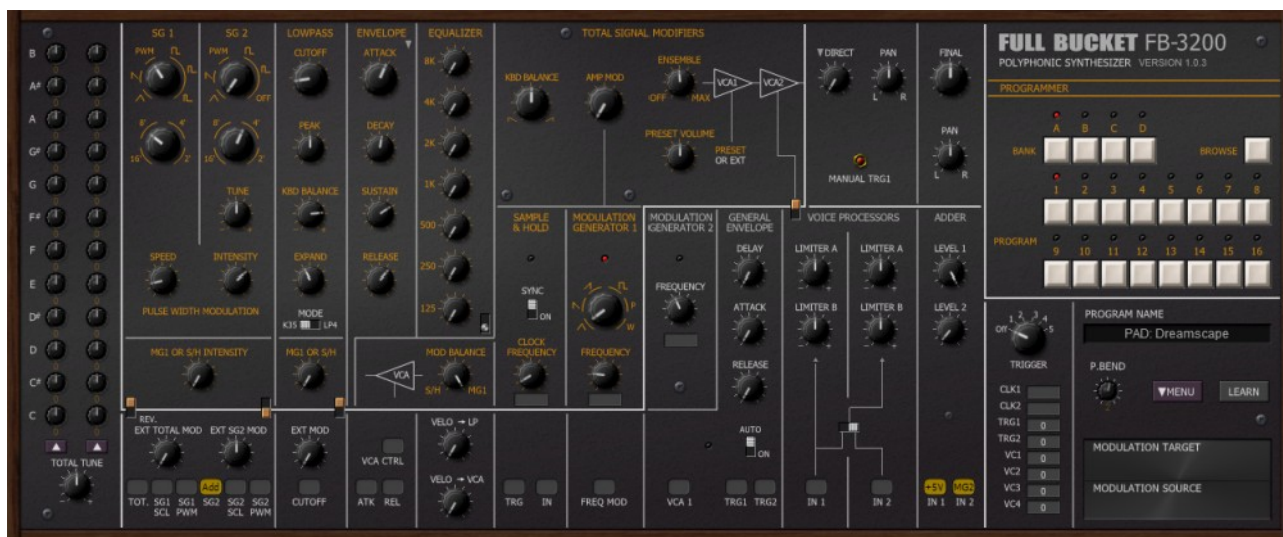 SG 1
SG 2
LOWPASS
ENVELOPE
EQUALIZER
TOTAL SIGNAL MODIFIERS
FULL BUCKET FB-3200
POLYPHONIC SYNTHESIZER VERSION 1.0.3
B
A#
A
G#
G
F#
F
E
D#
D
C#
C
TOTAL TUNE
PWM
PWM
OFF
8' 4'
16' 2'
8' 4'
16' 2'
TUNE
SPEED
INTENSITY
PULSE WIDTH MODULATION
MG1 OR S/H INTENSITY
CUTOFF
PEAK
KBD BALANCE
EXPAND
MODE
K35 LP4
MG1 OR S/H
ATTACK
DECAY
SUSTAIN
RELEASE
8K
4K
2K
1K
500
250
125
VCA
MOD BALANCE
S/H MG1
KBD BALANCE
AMP MOD
ENSEMBLE
OFF MAX
PRESET VOLUME
VCA1
VCA2
PRESET
OR EXT
▼DIRECT
PAN
L R
MANUAL TRG1
FINAL
PAN
L R
SAMPLE
& HOLD
SYNC
ON
CLOCK
FREQUENCY
MODULATION
GENERATOR 1
P
W
FREQUENCY
MODULATION
GENERATOR 2
FREQUENCY
GENERAL
ENVELOPE
DELAY
ATTACK
RELEASE
AUTO
ON
VOICE PROCESSORS
LIMITER A
LIMITER A
LIMITER B
LIMITER B
ADDER
LEVEL 1
LEVEL 2
REV.
EXT TOTAL MOD
EXT SG2 MOD
EXT MOD
VCA CTRL
VELO → LP
VELO → VCA
Add
TOT.
SG1
SCL
SG1
PWM
SG2
SG2
SCL
SG2
PWM
CUTOFF
ATK
REL
TRG
IN
FREQ MOD
VCA 1
TRG1
TRG2
IN 1
IN 2
+5V
MG2
IN 1
IN 2
PROGRAMMER
A B C D
BANK
BROWSE
1 2 3 4 5 6 7 8
PROGRAM
9 10 11 12 13 14 15 16
Off 1 2 3 4 5
TRIGGER
CLK1
CLK2
TRG1 0
TRG2 0
VC1 0
VC2 0
VC3 0
VC4 0
PROGRAM NAME
PAD: Dreamscape
P.BEND
▼MENU
LEARN
MODULATION TARGET
MODULATION SOURCE